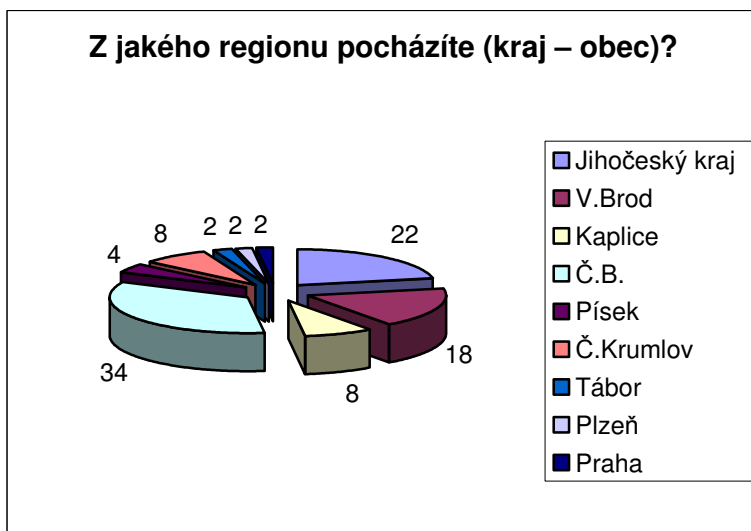 Z jakého regionu pocházíte (kraj – obec)?
22
18
8
34
4
8
2
2
2
Jihočeský kraj
V.Brod
Kaplice
Č.B.
Písek
Č.Krumlov
Tábor
Plzeň
Praha